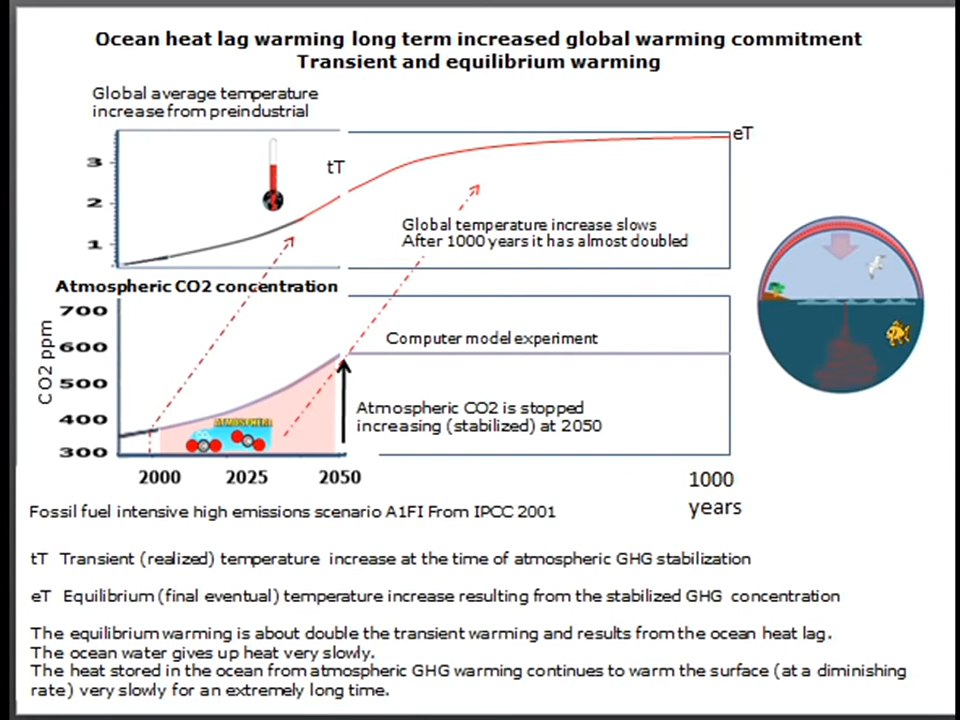 Ocean heat lag warming long term increased global warming commitment
Transient and equilibrium warming
Global average temperature
increase from preindustrial
eT
tT
3
2
1
Global temperature increase slows
After 1000 years it has almost doubled
Atmospheric CO2 concentration
CO2 ppm
700
600
500
400
300
Computer model experiment
Atmospheric CO2 is stopped
increasing (stabilized) at 2050
ATMOSPHERE
2000 2025 2050
1000
years
Fossil fuel intensive high emissions scenario A1FI From IPCC 2001
tT Transient (realized) temperature increase at the time of atmospheric GHG stabilization
eT Equilibrium (final eventual) temperature increase resulting from the stabilized GHG concentration
The equilibrium warming is about double the transient warming and results from the ocean heat lag.
The ocean water gives up heat very slowly.
The heat stored in the ocean from atmospheric GHG warming continues to warm the surface (at a diminishing
rate) very slowly for an extremely long time.